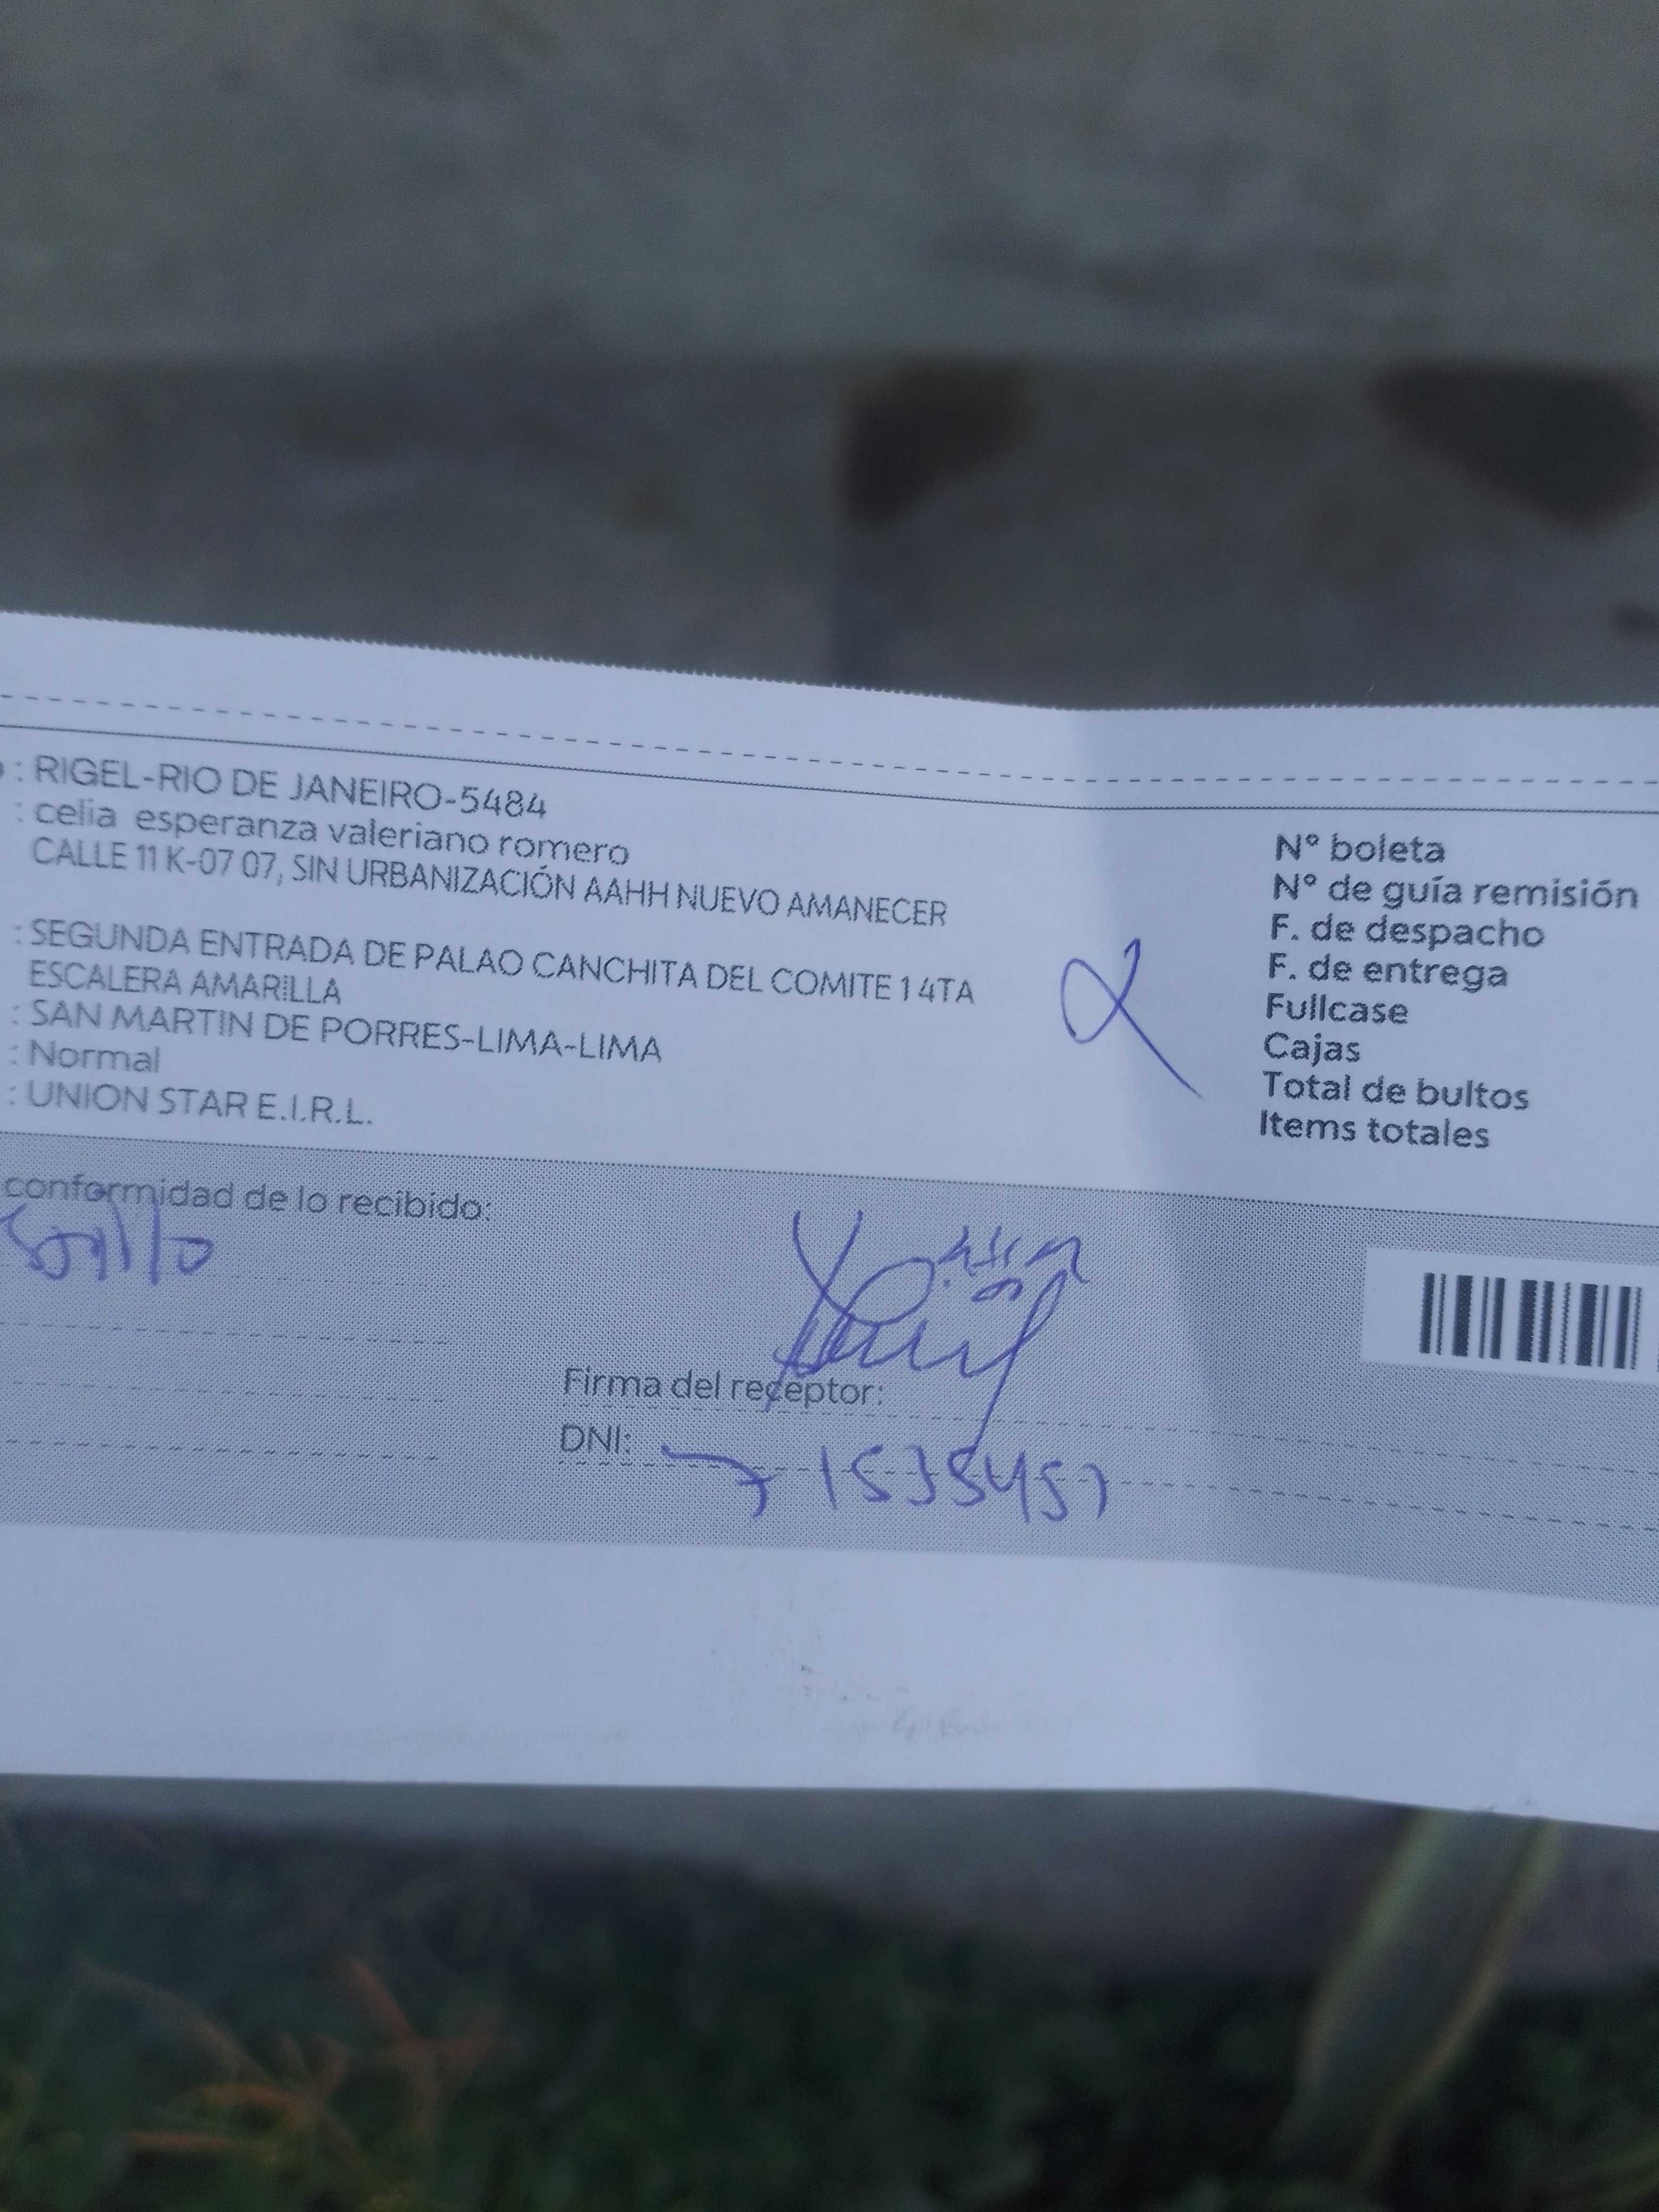 : RIGEL-RIO DE JANEIRO-5484
: celia esperanza valeriano romero
CALLE 11 K-07 07, SIN URBANIZACIÓN AAHH NUEVO AMANECER
: SEGUNDA ENTRADA DE PALAO CANCHITA DEL COMITE 14TA
ESCALERA AMARILLA
: SAN MARTIN DE PORRES-LIMA-LIMA
: Normal
: UNION STAR E.I.R.L.
N° boleta
N° de guía remisión
F. de despacho
F. de entrega
Fullcase
Cajas
Total de bultos
Items totales
conformidad de lo recibido:
Firma del receptor:
DNI: